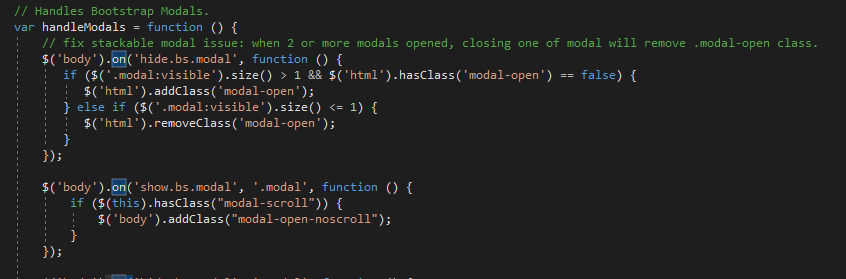 // Handles Bootstrap Modals.
var handleModals = function () {
// fix stackable modal issue: when 2 or more modals opened, closing one of modal will remove .modal-open class.
$('body').on('hide.bs.modal', function () {
if ($('.modal:visible').size() > 1 && $('html').hasClass('modal-open') == false) {
$('html').addClass('modal-open');
} else if ($('.modal:visible').size() <= 1) {
$('html').removeClass('modal-open');
}
});
$('body').on('show.bs.modal', '.modal', function () {
if ($(this).hasClass("modal-scroll")) {
$('body').addClass("modal-open-noscroll");
}
});